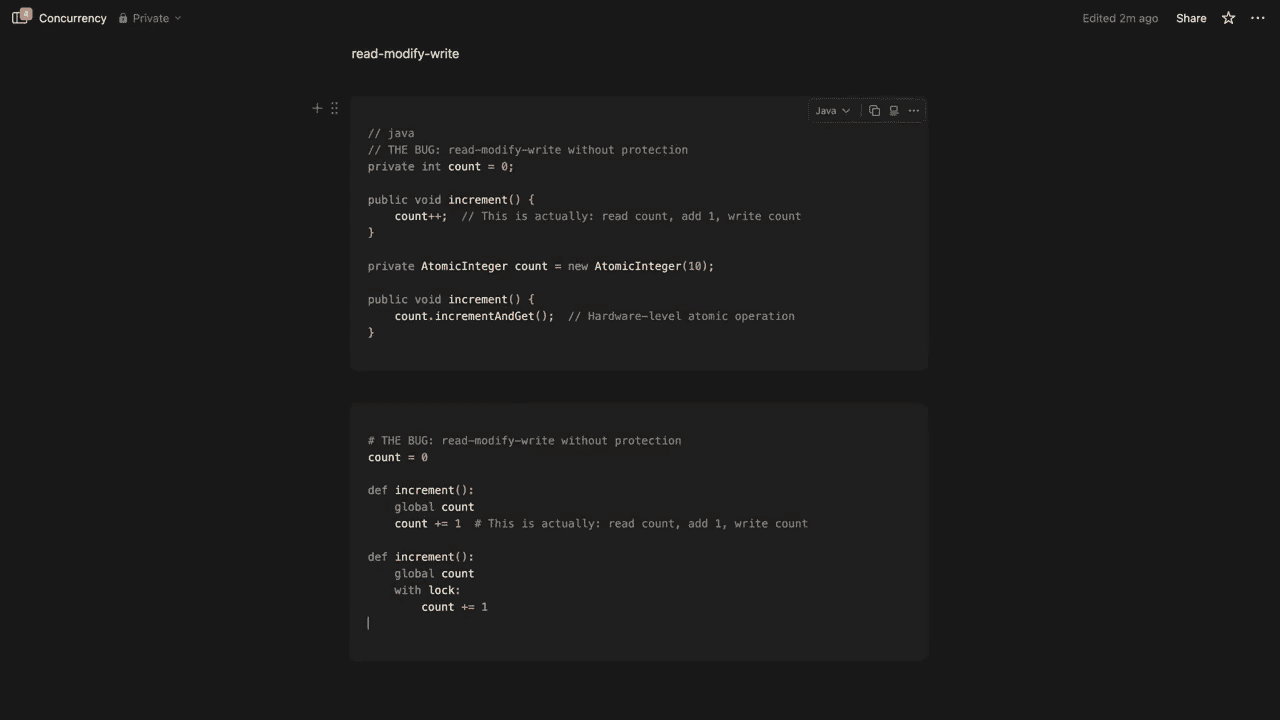 4
Concurrency Private
Edited 2m ago Share
read-modify-write
Java
// java
// THE BUG: read-modify-write without protection
private int count = 0;
public void increment() {
    count++;  // This is actually: read count, add 1, write count
}
private AtomicInteger count = new AtomicInteger(10);
public void increment() {
    count.incrementAndGet();  // Hardware-level atomic operation
}
# THE BUG: read-modify-write without protection
count = 0
def increment():
    global count
    count += 1  # This is actually: read count, add 1, write count
def increment():
    global count
    with lock:
        count += 1